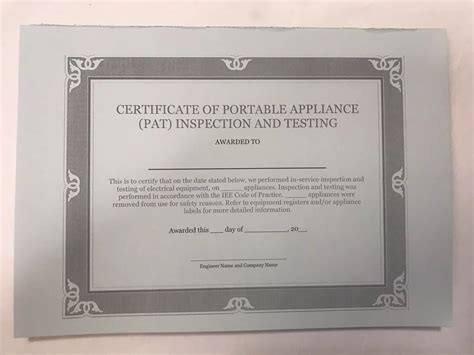 CERTIFICATE OF PORTABLE APPLIANCE
(PAT) INSPECTION AND TESTING
AWARDED TO
This is to certify that on the date stated below, we performed in-service inspection and
testing of electrical equipment, on ______ appliances. Inspection and testing was
performed in accordance with the IEE Code of Practice. ______ appliances were
removed from use for safety reasons. Refer to equipment registers and/or appliance
labels for more detailed information.
Awarded this ___ day of __________, 20__
Engineer Name and Company Name